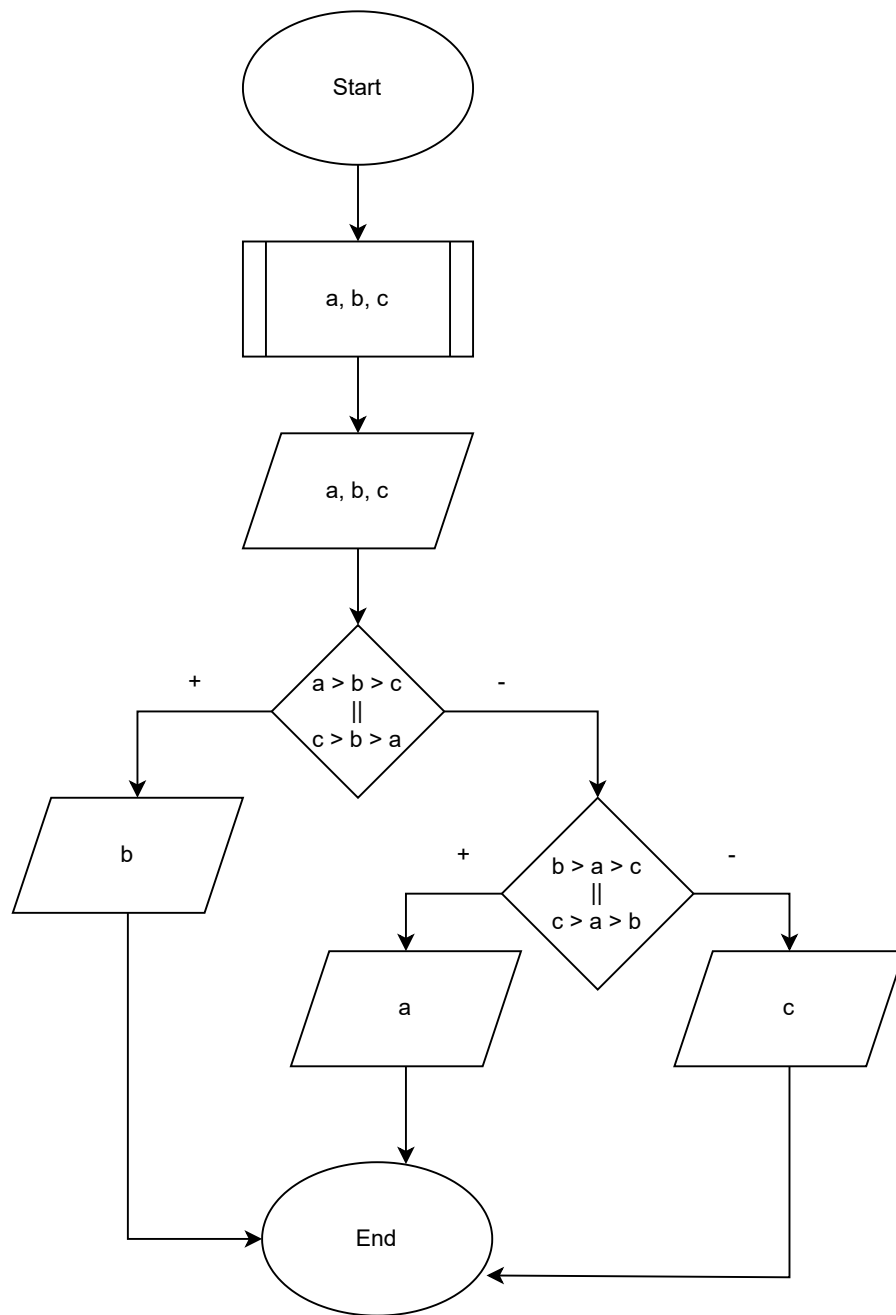 Start
a, b, c
a, b, c
+
-
a > b > c
||
c > b > a
b
+
-
b > a > c
||
c > a > b
a
c
End